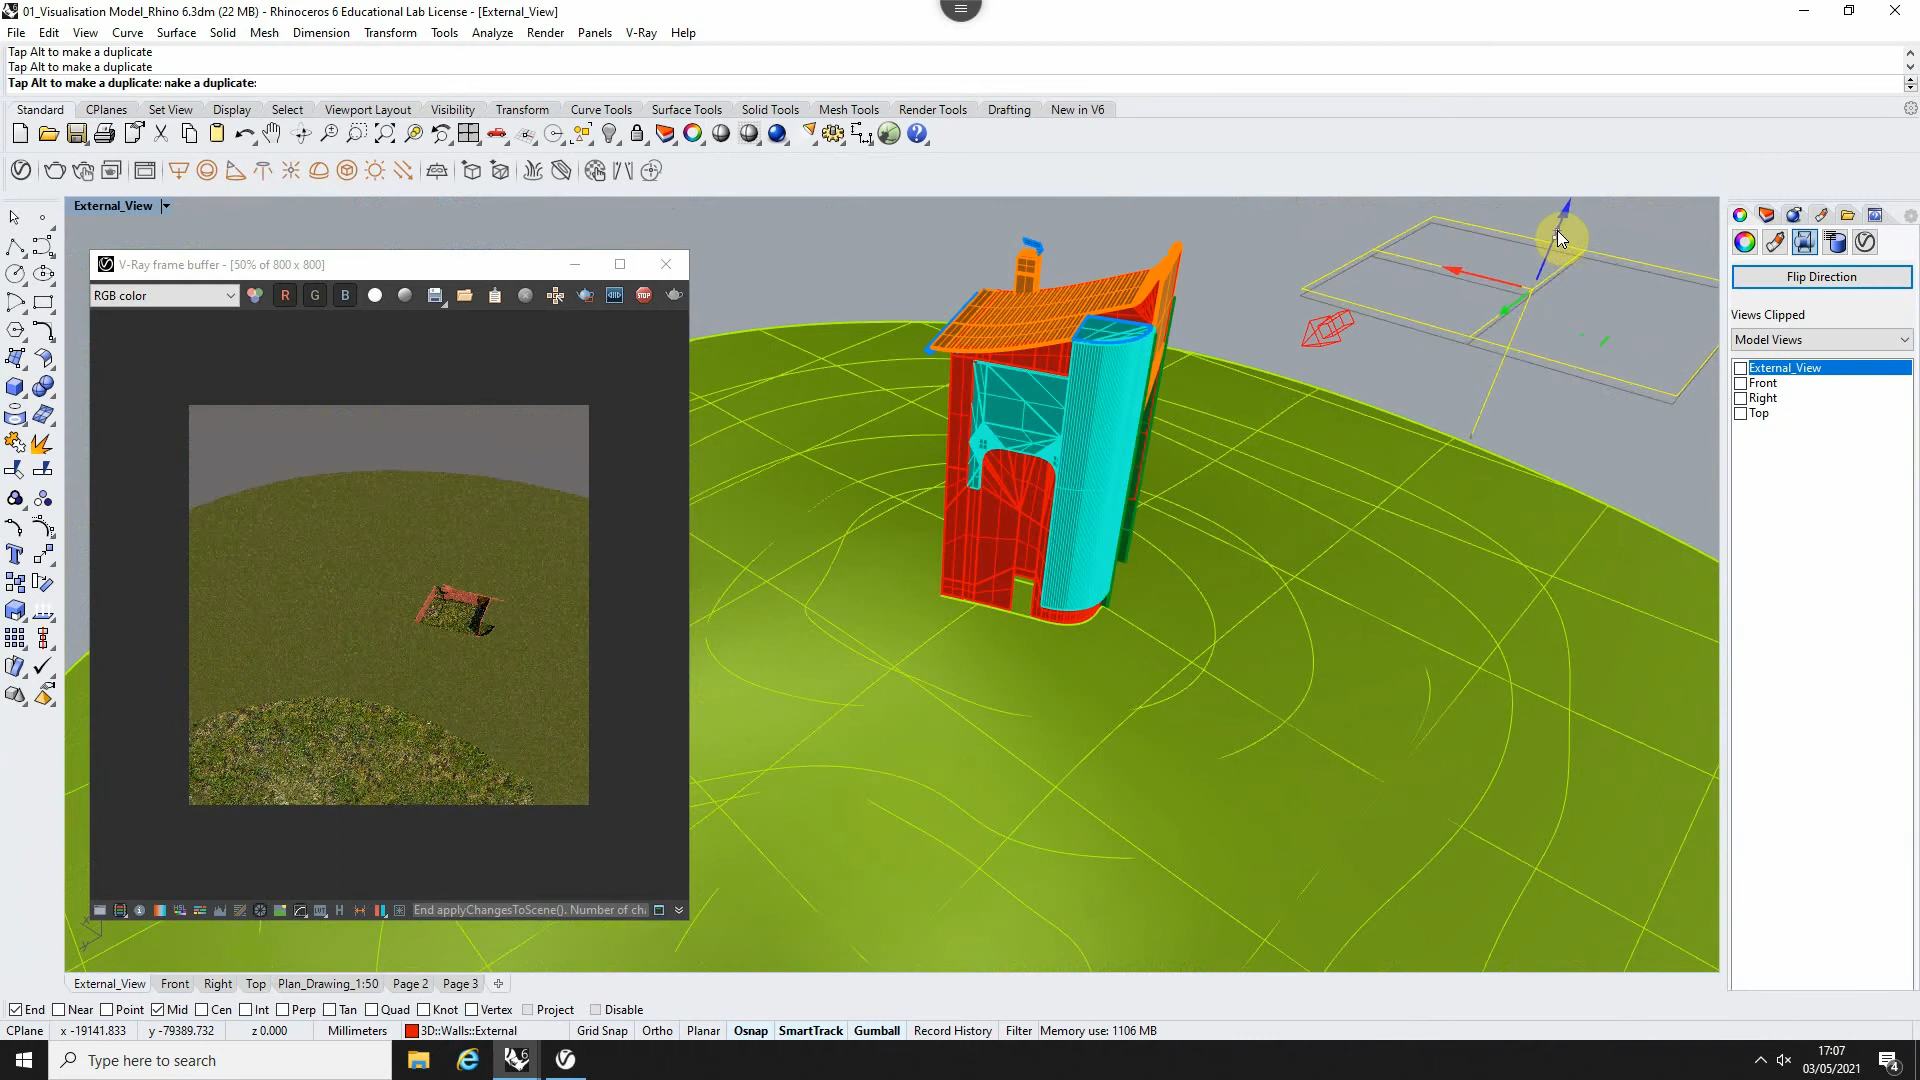 01_Visualisation Model_Rhino 6.3dm (22 MB) - Rhinoceros 6 Educational Lab License - [External_View]
File Edit View Curve Surface Solid Mesh Dimension Transform Tools Analyze Render Panels V-Ray Help
Tap Alt to make a duplicate
Tap Alt to make a duplicate
Tap Alt to make a duplicate: nake a duplicate:
Standard CPlanes Set View Display Select Viewport Layout Visibility Transform Curve Tools Surface Tools Solid Tools Mesh Tools Render Tools Drafting New in V6
External_View
V-Ray frame buffer - [50% of 800 x 800]
RGB color R G B
STOP
End applyChangesToScene(). Number of cha
Flip Direction
Views Clipped
Model Views
External_View
Front
Right
Top
External_View Front Right Top Plan_Drawing_1:50 Page 2 Page 3
End Near Point Mid Cen Int Perp Tan Quad Knot Vertex Project Disable
CPlane x -19141.833 y -79389.732 z 0.000 Millimeters 3D::Walls::External Grid Snap Ortho Planar Osnap SmartTrack Gumball Record History Filter Memory use: 1106 MB
Type here to search
17:07
03/05/2021
4